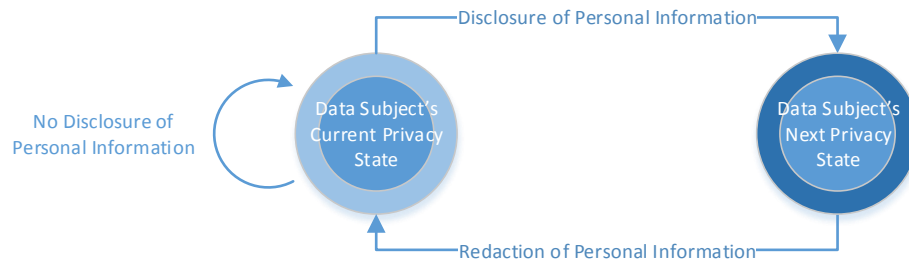 Disclosure of Personal Information
No Disclosure of
Personal Information
Data Subject's
Current Privacy
State
Data Subject's
Next Privacy
State
Redaction of Personal Information